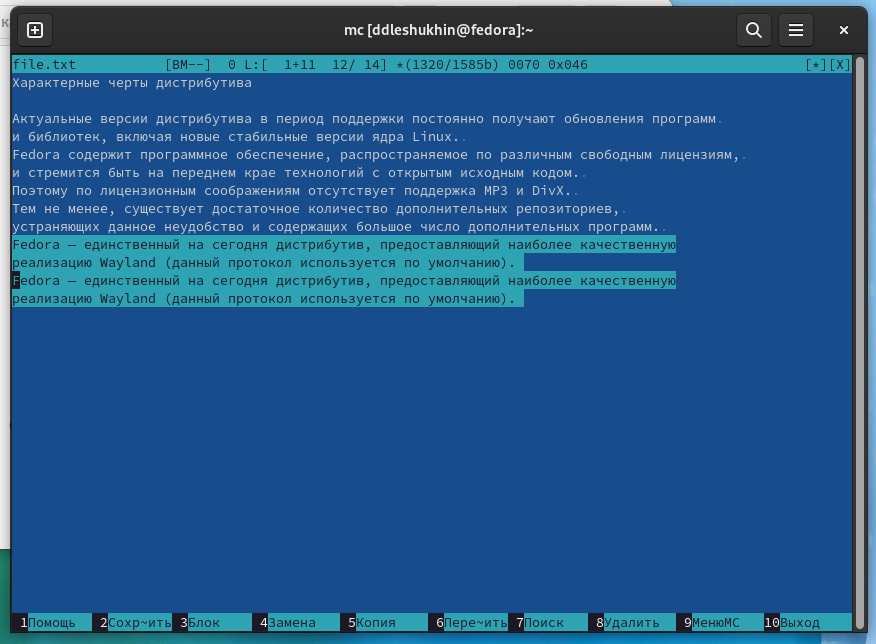 mc [ddleshukhin@fedora]:~
file.txt [BM--] 0 L:[ 1+11 12/ 14] *(1320/1585b) 0070 0x046 [*][X]
Характерные черты дистрибутива
Актуальные версии дистрибутива в период поддержки постоянно получают обновления программ.
и библиотек, включая новые стабильные версии ядра Linux..
Fedora содержит программное обеспечение, распространяемое по различным свободным лицензиям,.
и стремится быть на переднем крае технологий с открытым исходным кодом..
Поэтому по лицензионным соображениям отсутствует поддержка MP3 и DivX..
Тем не менее, существует достаточное количество дополнительных репозиториев,.
устраняющих данное неудобство и содержащих большое число дополнительных программ..
Fedora — единственный на сегодня дистрибутив, предоставляющий наиболее качественную
реализацию Wayland (данный протокол используется по умолчанию).
Fedora — единственный на сегодня дистрибутив, предоставляющий наиболее качественную
реализацию Wayland (данный протокол используется по умолчанию).
1Помощь 2Сохр~ить 3Блок 4Замена 5Копия 6Пере~ить 7Поиск 8Удалить 9МенюMC 10Выход